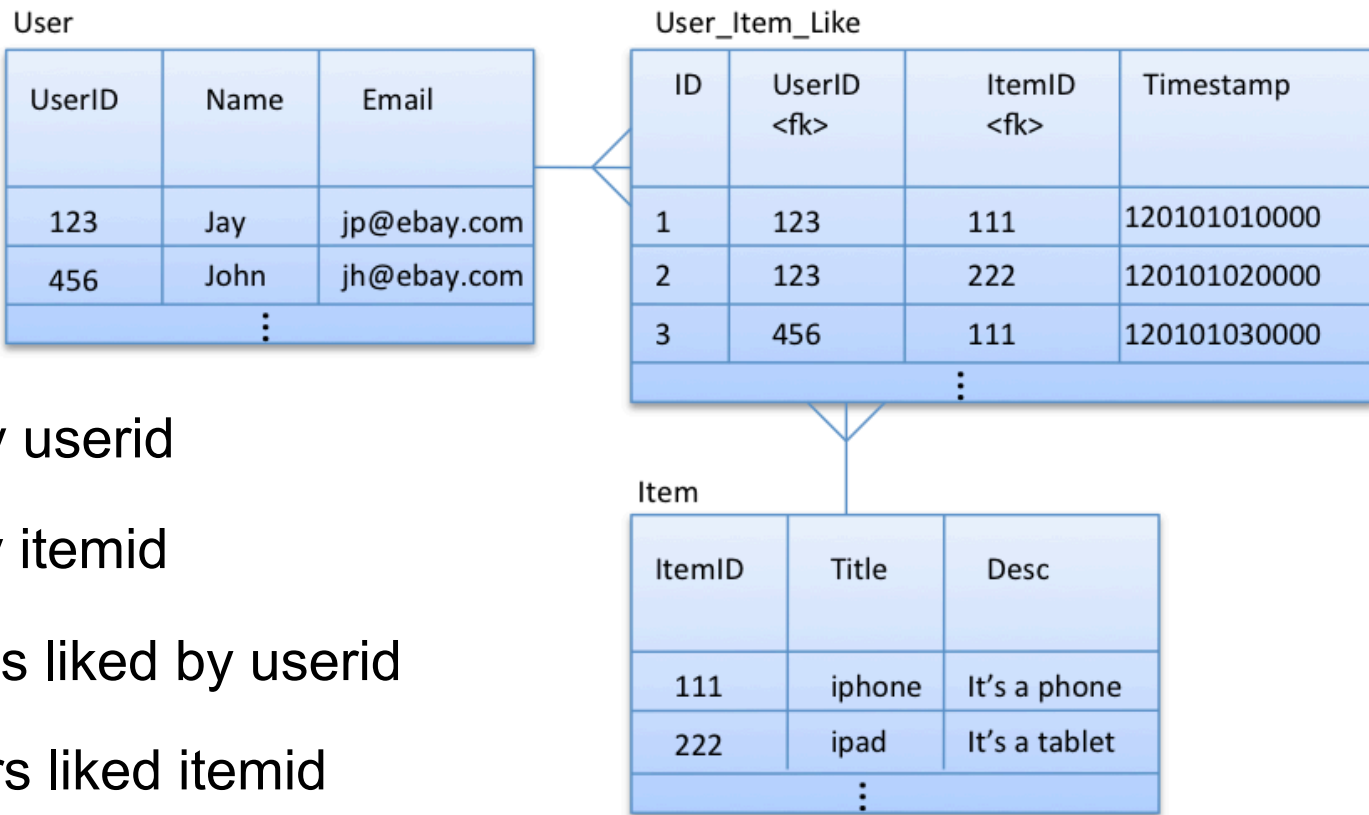 User
UserID Name Email
123 Jay jp@ebay.com
456 John jh@ebay.com
User_Item_Like
ID UserID ItemID Timestamp
<fk> <fk>
1 123 111 120101010000
2 123 222 120101020000
3 456 111 120101030000
userid
itemid
liked by userid
liked itemid
Item
ItemID Title Desc
111 iphone It's a phone
222 ipad It's a tablet